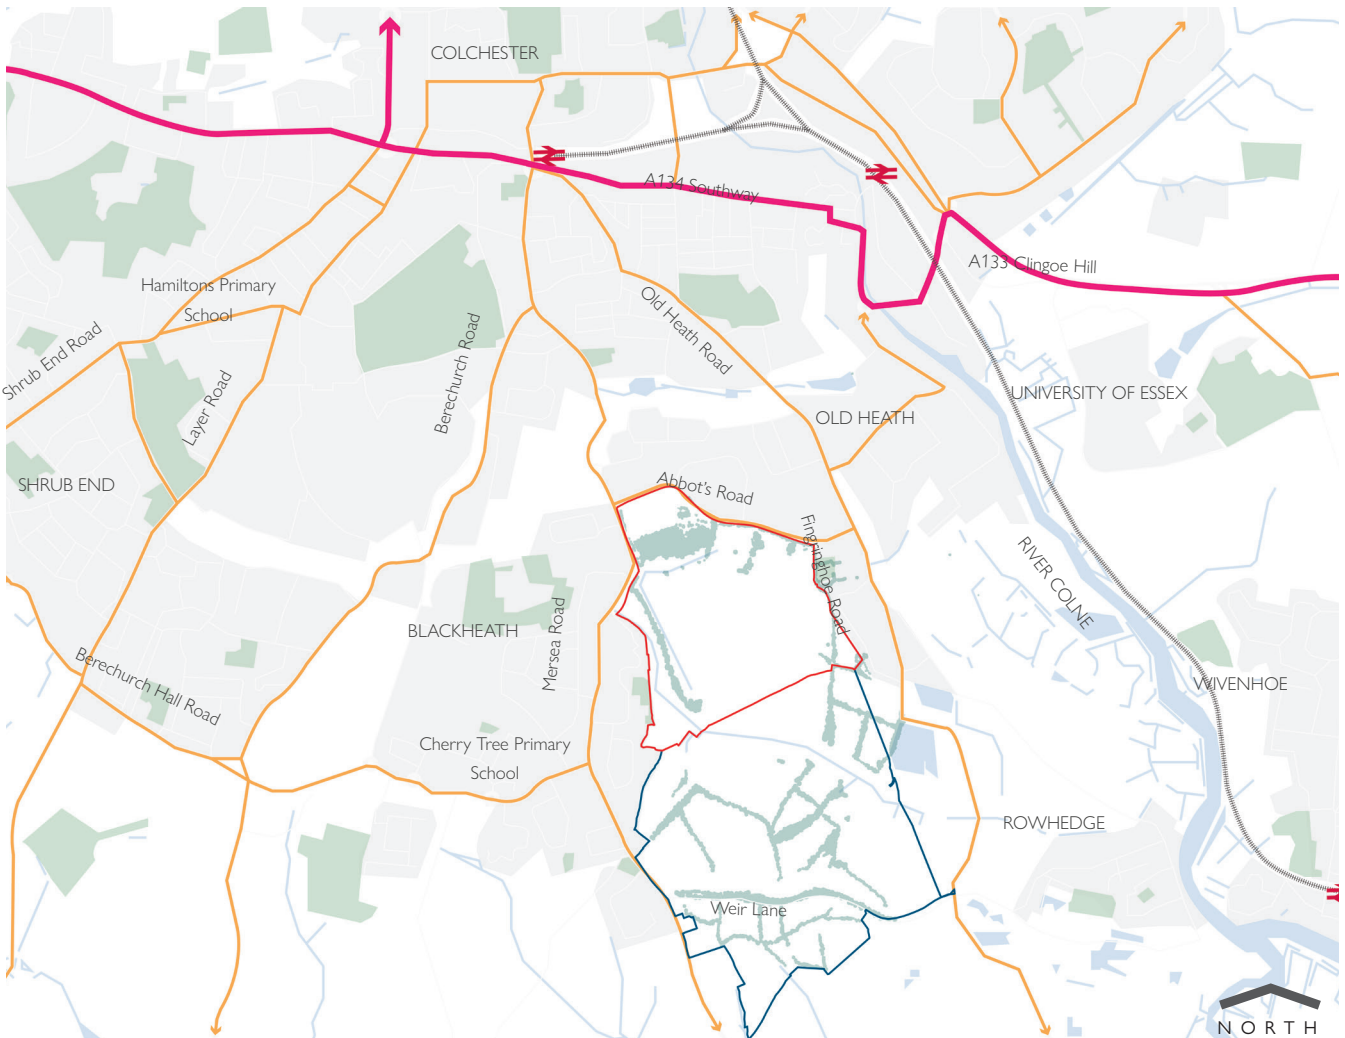 COLCHESTER
A134 Southway
A133 Clingoe Hill
Hamiltons Primary
School
Old Heath Road
Shrub End Road
Berechurch Road
Layer Road
UNIVERSITY OF ESSEX
OLD HEATH
SHRUB END
Abbot's Road
Fingringhoe Road
RIVER COLNE
BLACKHEATH
Mersea Road
Berechurch Hall Road
WIVENHOE
Cherry Tree Primary
School
ROWHEDGE
Weir Lane
NORTH